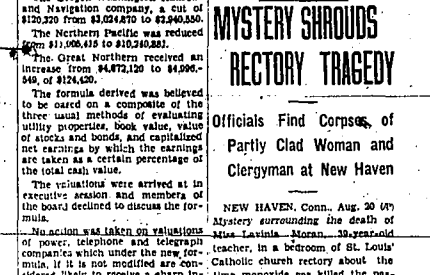 and Navigation company, a cut of
$120,320 from $3,024,870 to $2,940,550.
The Northern Pacific was reduced
from $11,006,415 to $10,240,881.
The Great Northern received an
increase from $4,872,120 to $4,996,-
549, of $124,420.
The formula derived was believed
to be based on a composite of the
three usual methods of evaluating
utility properties, book value, value
of stocks and bonds, and capitalized
net earnings by which the earnings
are taken as a certain percentage of
the total cash value.
The valuations were arrived at in
executive session and members of
the board declined to discuss the for-
mula.
No action was taken on valuations
of power, telephone and telegraph
companies which under the new for-
mula, if it is not modified are con-
sidered likely to receive a sharp in-
MYSTERY SHROUDS
RECTORY TRAGEDY
Officials Find Corpses of
Partly Clad Woman and
Clergyman at New Haven
NEW HAVEN, Conn., Aug. 20 (AP)
Mystery surrounding the death of
Miss Lavinia Moran, 39-year-old
teacher, in a bedroom of St. Louis'
Catholic church rectory about the
time monoxide gas killed the pas-